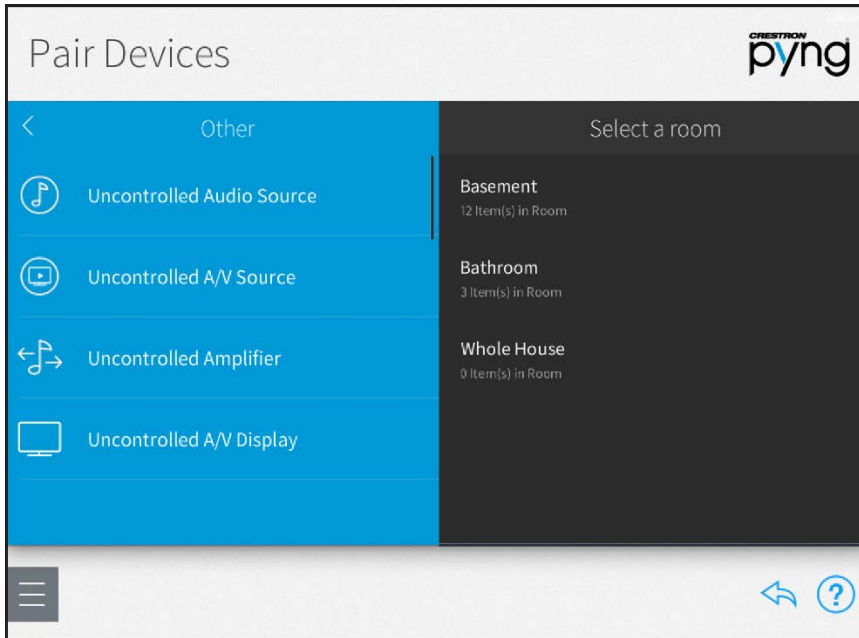 Pair Devices
CRESTRON
pyng
Other
Uncontrolled Audio Source
Uncontrolled A/V Source
Uncontrolled Amplifier
Uncontrolled A/V Display
Select a room
Basement
12 Item(s) in Room
Bathroom
3 Item(s) in Room
Whole House
0 Item(s) in Room
?